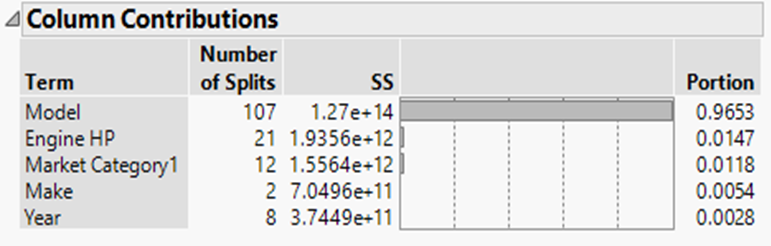 Column Contributions
Number
Term of Splits SS Portion
Model 107 1.27e+14 0.9653
Engine HP 21 1.9356e+12 0.0147
Market Category1 12 1.5564e+12 0.0118
Make 2 7.0496e+11 0.0054
Year 8 3.7449e+11 0.0028